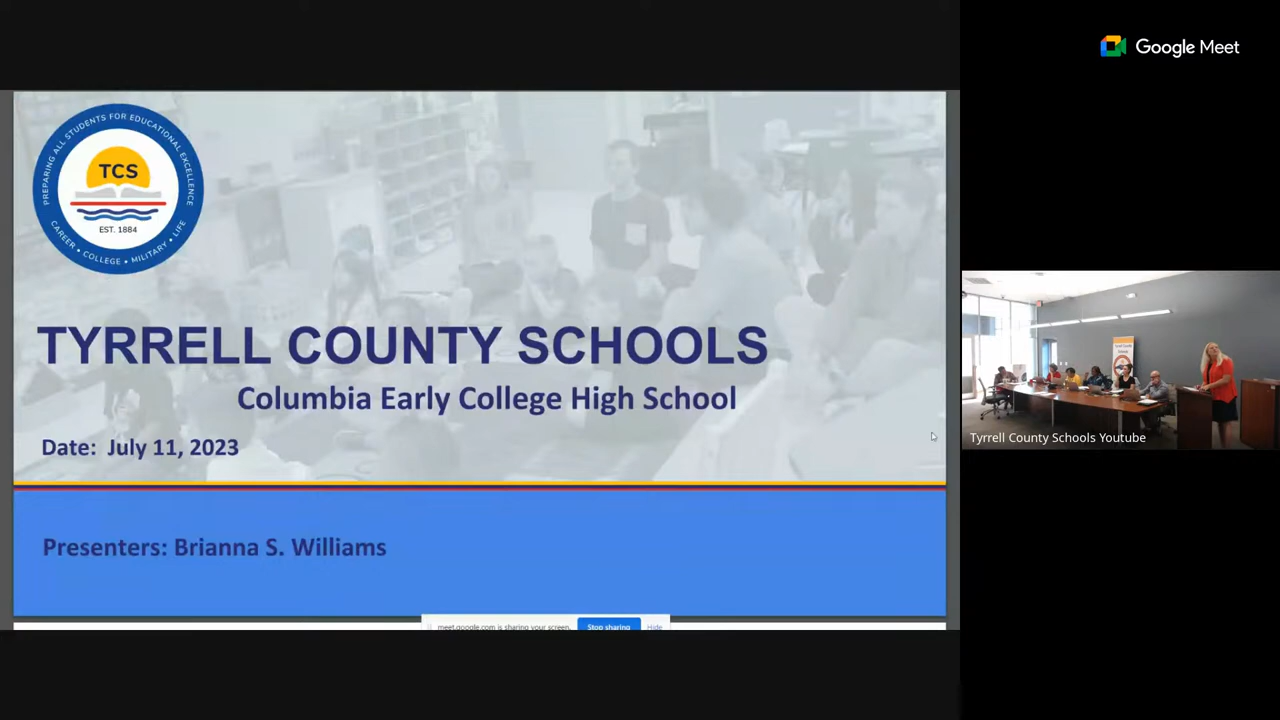 Google Meet
PREPARING ALL STUDENTS FOR EDUCATIONAL EXCELLENCE
TCS
EST. 1884
CAREER • COLLEGE • MILITARY • LIFE
TYRRELL COUNTY SCHOOLS
Columbia Early College High School
Date: July 11, 2023
Presenters: Brianna S. Williams
meet.google.com is sharing your screen.
Stop sharing
Hide
Tyrrell County Schools Youtube